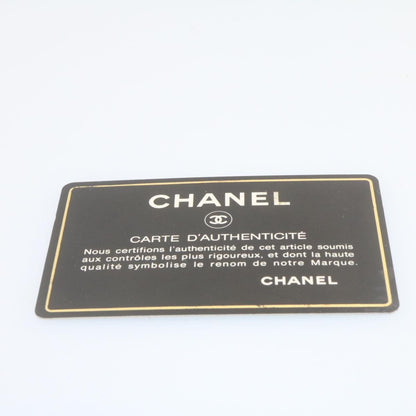 CHANEL
CARTE D'AUTHENTICITÉ
Nous certifions l'authenticité de cet article soumis
aux contrôles les plus rigoureux, et dont la haute
qualité symbolise le renom de notre Marque.
CHANEL